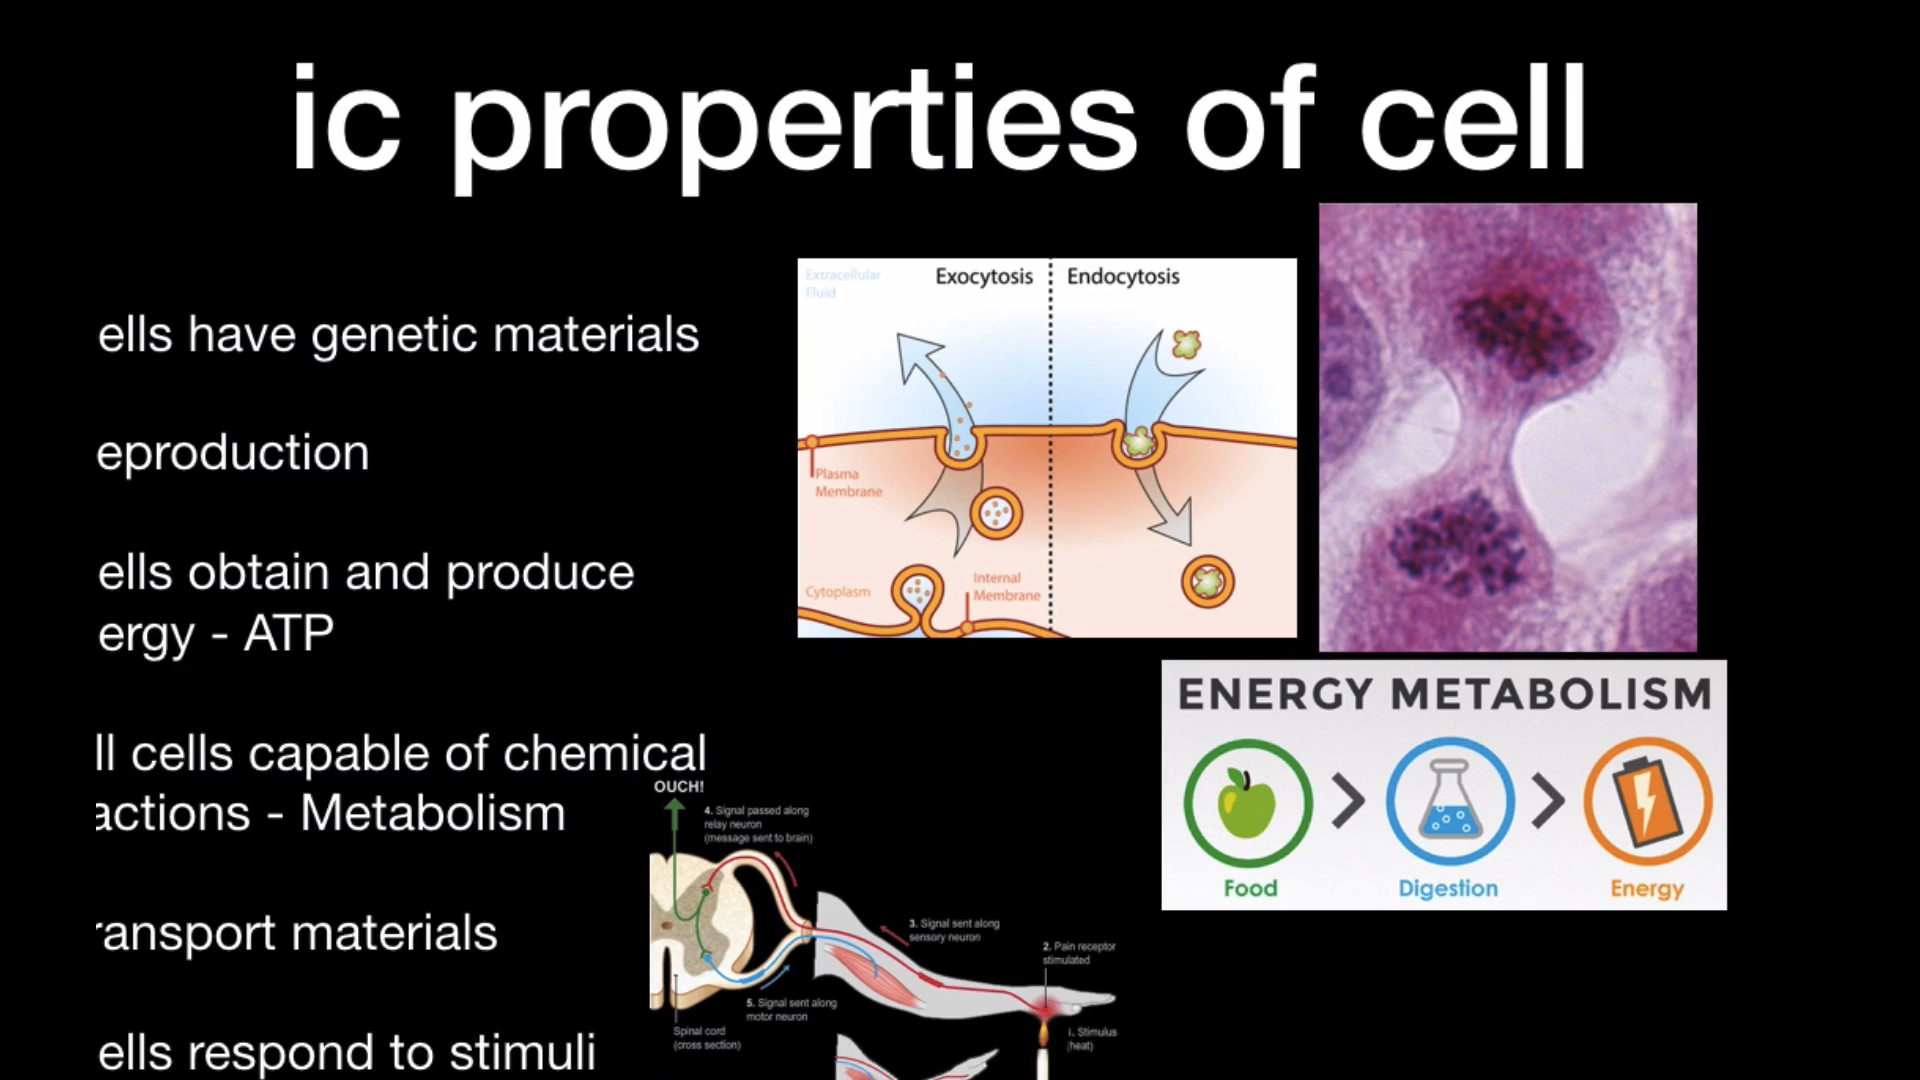 ic properties of cell
ells have genetic materials
eproduction
ells obtain and produce
ergy - ATP
ll cells capable of chemical
actions - Metabolism
ransport materials
ells respond to stimuli
Extracellular
Fluid
Exocytosis
Endocytosis
Plasma
Membrane
Cytoplasm
Internal
Membrane
ENERGY METABOLISM
Food
Digestion
Energy
OUCH!
4. Signal passed along
relay neuron
(message sent to brain)
3. Signal sent along
sensory neuron
2. Pain receptor
stimulated
5. Signal sent along
motor neuron
Spinal cord
(cross section)
1. Stimulus
(heat)